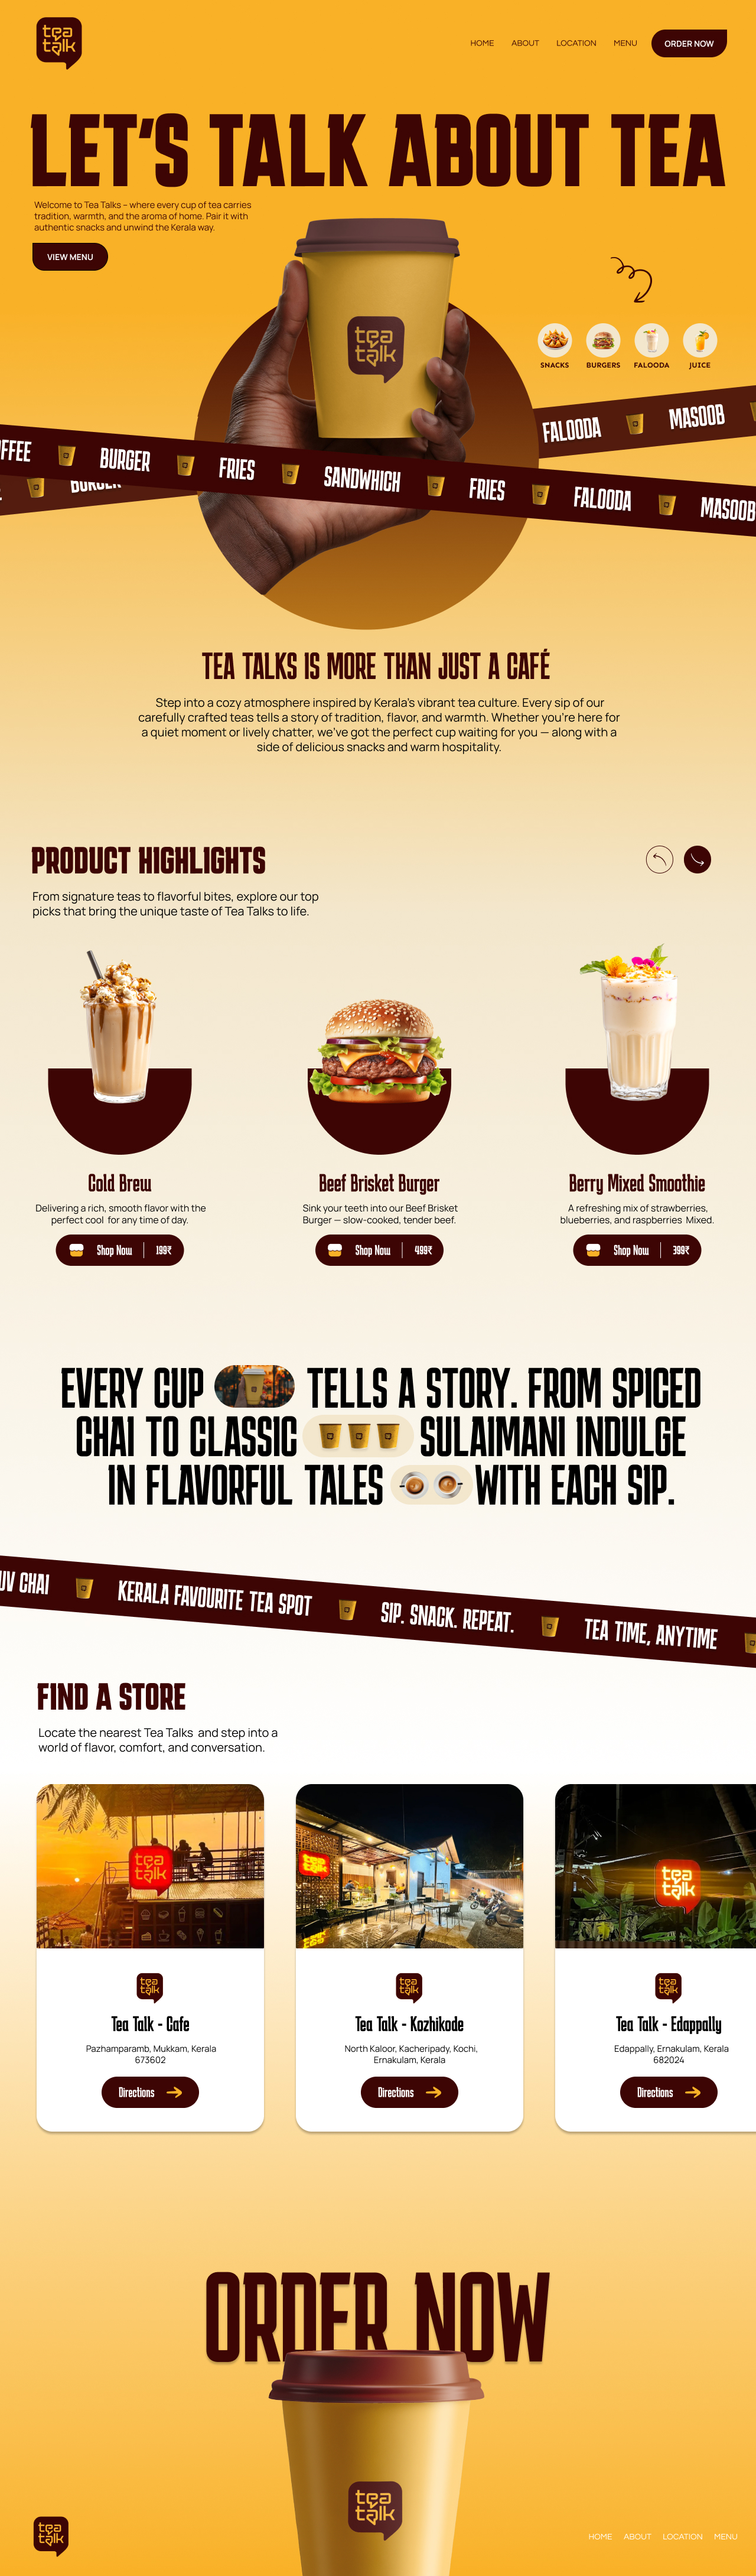 tea
talk
HOME ABOUT LOCATION MENU ORDER NOW
LET'S TALK ABOUT TEA
Welcome to Tea Talks – where every cup of tea carries
tradition, warmth, and the aroma of home. Pair it with
authentic snacks and unwind the Kerala way.
VIEW MENU
tea
talk
SNACKS BURGERS FALOODA JUICE
FALOODA MASOOB
OFFEE BURGER FRIES SANDWHICH FRIES FALOODA MASOOB
BURGER
TEA TALKS IS MORE THAN JUST A CAFÉ
Step into a cozy atmosphere inspired by Kerala's vibrant tea culture. Every sip of our
carefully crafted teas tells a story of tradition, flavor, and warmth. Whether you're here for
a quiet moment or lively chatter, we've got the perfect cup waiting for you — along with a
side of delicious snacks and warm hospitality.
PRODUCT HIGHLIGHTS
From signature teas to flavorful bites, explore our top
picks that bring the unique taste of Tea Talks to life.
Cold Brew
Delivering a rich, smooth flavor with the
perfect cool for any time of day.
Shop Now 199₹
Beef Brisket Burger
Sink your teeth into our Beef Brisket
Burger — slow-cooked, tender beef.
Shop Now 499₹
Berry Mixed Smoothie
A refreshing mix of strawberries,
blueberries, and raspberries Mixed.
Shop Now 399₹
EVERY CUP TELLS A STORY. FROM SPICED
CHAI TO CLASSIC SULAIMANI INDULGE
IN FLAVORFUL TALES WITH EACH SIP.
UV CHAI KERALA FAVOURITE TEA SPOT SIP. SNACK. REPEAT. TEA TIME, ANYTIME
FIND A STORE
Locate the nearest Tea Talks and step into a
world of flavor, comfort, and conversation.
tea
talk
tea
talk
Tea Talk - Cafe
Pazhamparamb, Mukkam, Kerala
673602
Directions
tea
talk
tea
talk
Tea Talk - Kozhikode
North Kaloor, Kacheripady, Kochi,
Ernakulam, Kerala
Directions
tea
talk
tea
talk
Tea Talk - Edappally
Edappally, Ernakulam, Kerala
682024
Directions
ORDER NOW
tea
talk
tea
talk
HOME ABOUT LOCATION MENU